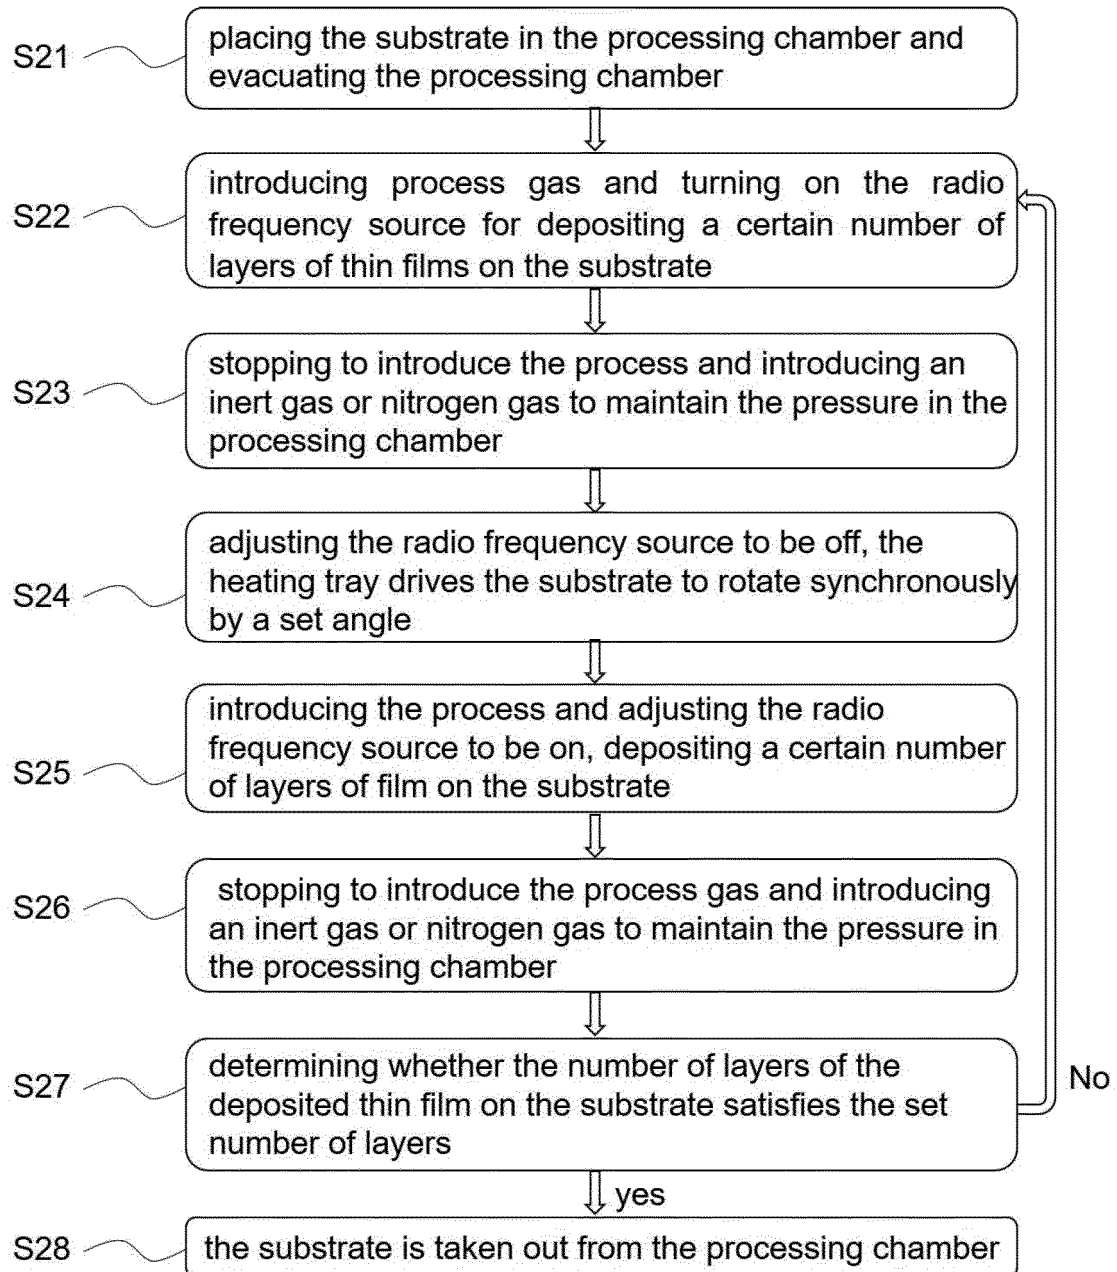 S21
placing the substrate in the processing chamber and
evacuating the processing chamber
S22
introducing process gas and turning on the radio
frequency source for depositing a certain number of
layers of thin films on the substrate
S23
stopping to introduce the process and introducing an
inert gas or nitrogen gas to maintain the pressure in the
processing chamber
S24
adjusting the radio frequency source to be off, the
heating tray drives the substrate to rotate synchronously
by a set angle
S25
introducing the process and adjusting the radio
frequency source to be on, depositing a certain number
of layers of film on the substrate
S26
stopping to introduce the process gas and introducing
an inert gas or nitrogen gas to maintain the pressure in
the processing chamber
S27
determining whether the number of layers of the
deposited thin film on the substrate satisfies the set
number of layers
No
yes
S28
the substrate is taken out from the processing chamber